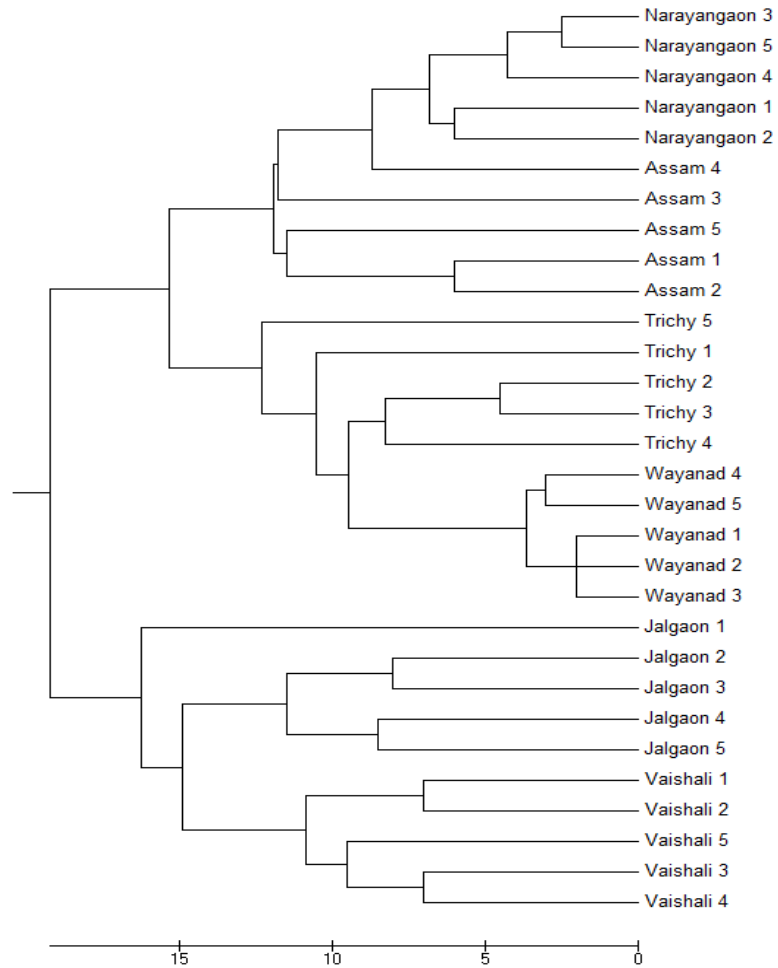 Narayangaon 3
Narayangaon 5
Narayangaon 4
Narayangaon 1
Narayangaon 2
Assam 4
Assam 3
Assam 5
Assam 1
Assam 2
Trichy 5
Trichy 1
Trichy 2
Trichy 3
Trichy 4
Wayanad 4
Wayanad 5
Wayanad 1
Wayanad 2
Wayanad 3
Jalgaon 1
Jalgaon 2
Jalgaon 3
Jalgaon 4
Jalgaon 5
Vaishali 1
Vaishali 2
Vaishali 5
Vaishali 3
Vaishali 4
15 10 5 0